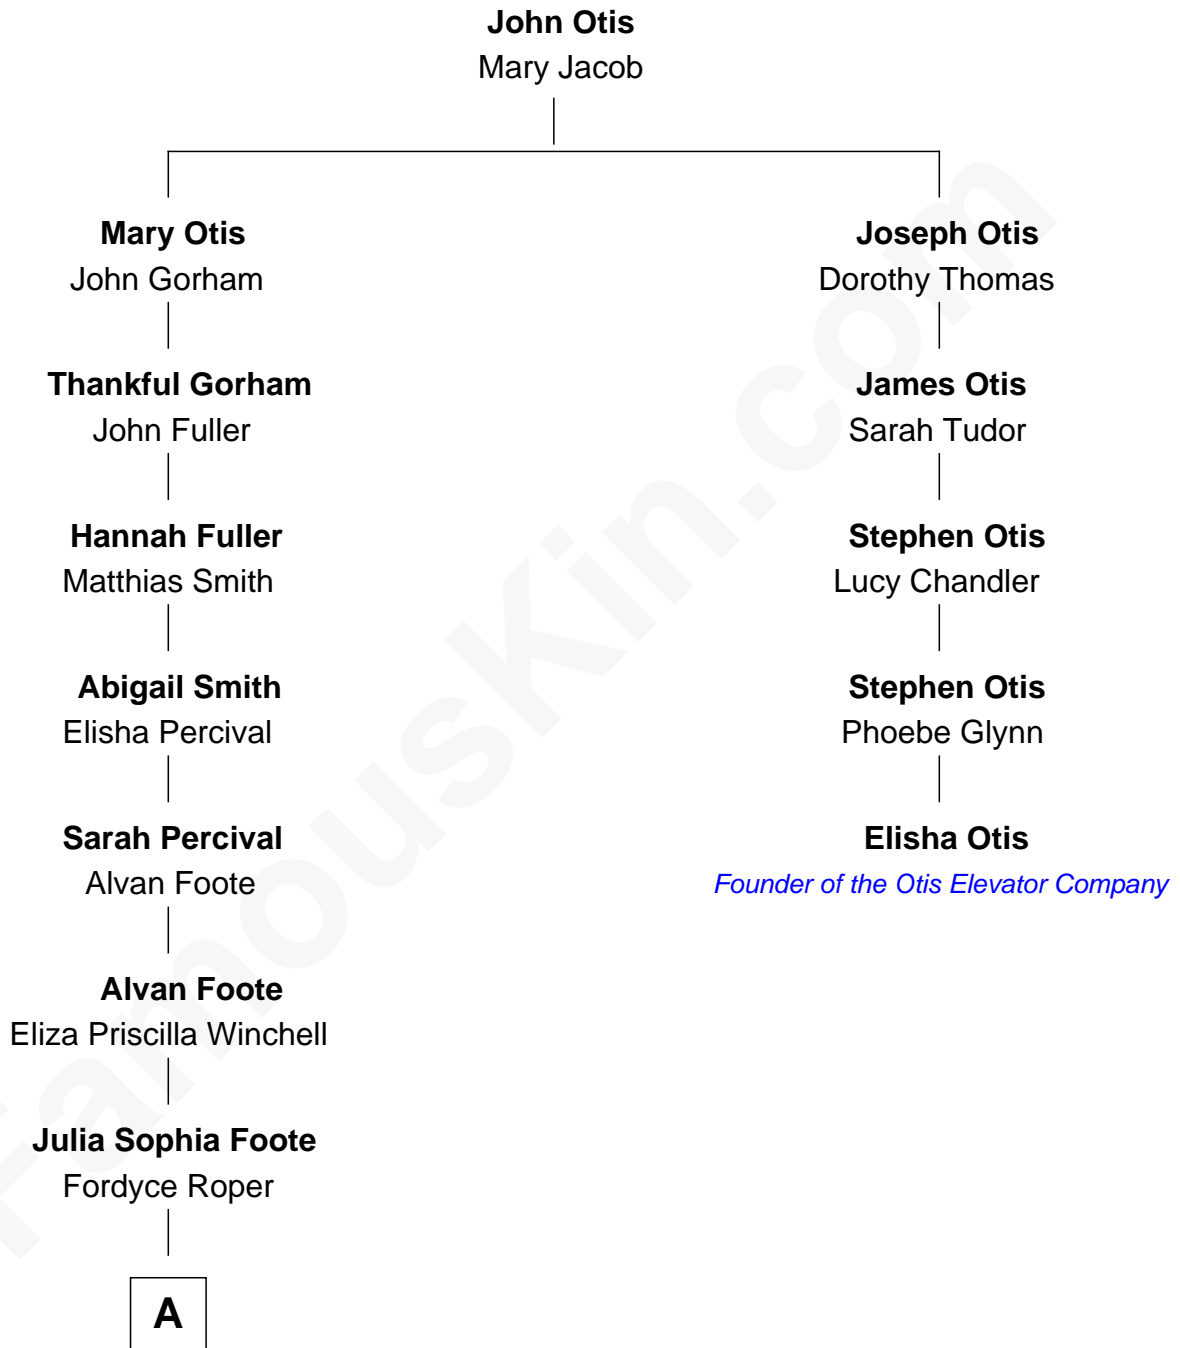 John Otis
Mary Jacob
Mary Otis
John Gorham
Joseph Otis
Dorothy Thomas
Thankful Gorham
John Fuller
James Otis
Sarah Tudor
Hannah Fuller
Matthias Smith
Stephen Otis
Lucy Chandler
Abigail Smith
Elisha Percival
Stephen Otis
Phoebe Glynn
Sarah Percival
Alvan Foote
Elisha Otis
Founder of the Otis Elevator Company
Alvan Foote
Eliza Priscilla Winchell
Julia Sophia Foote
Fordyce Roper
A
FamousKin.com